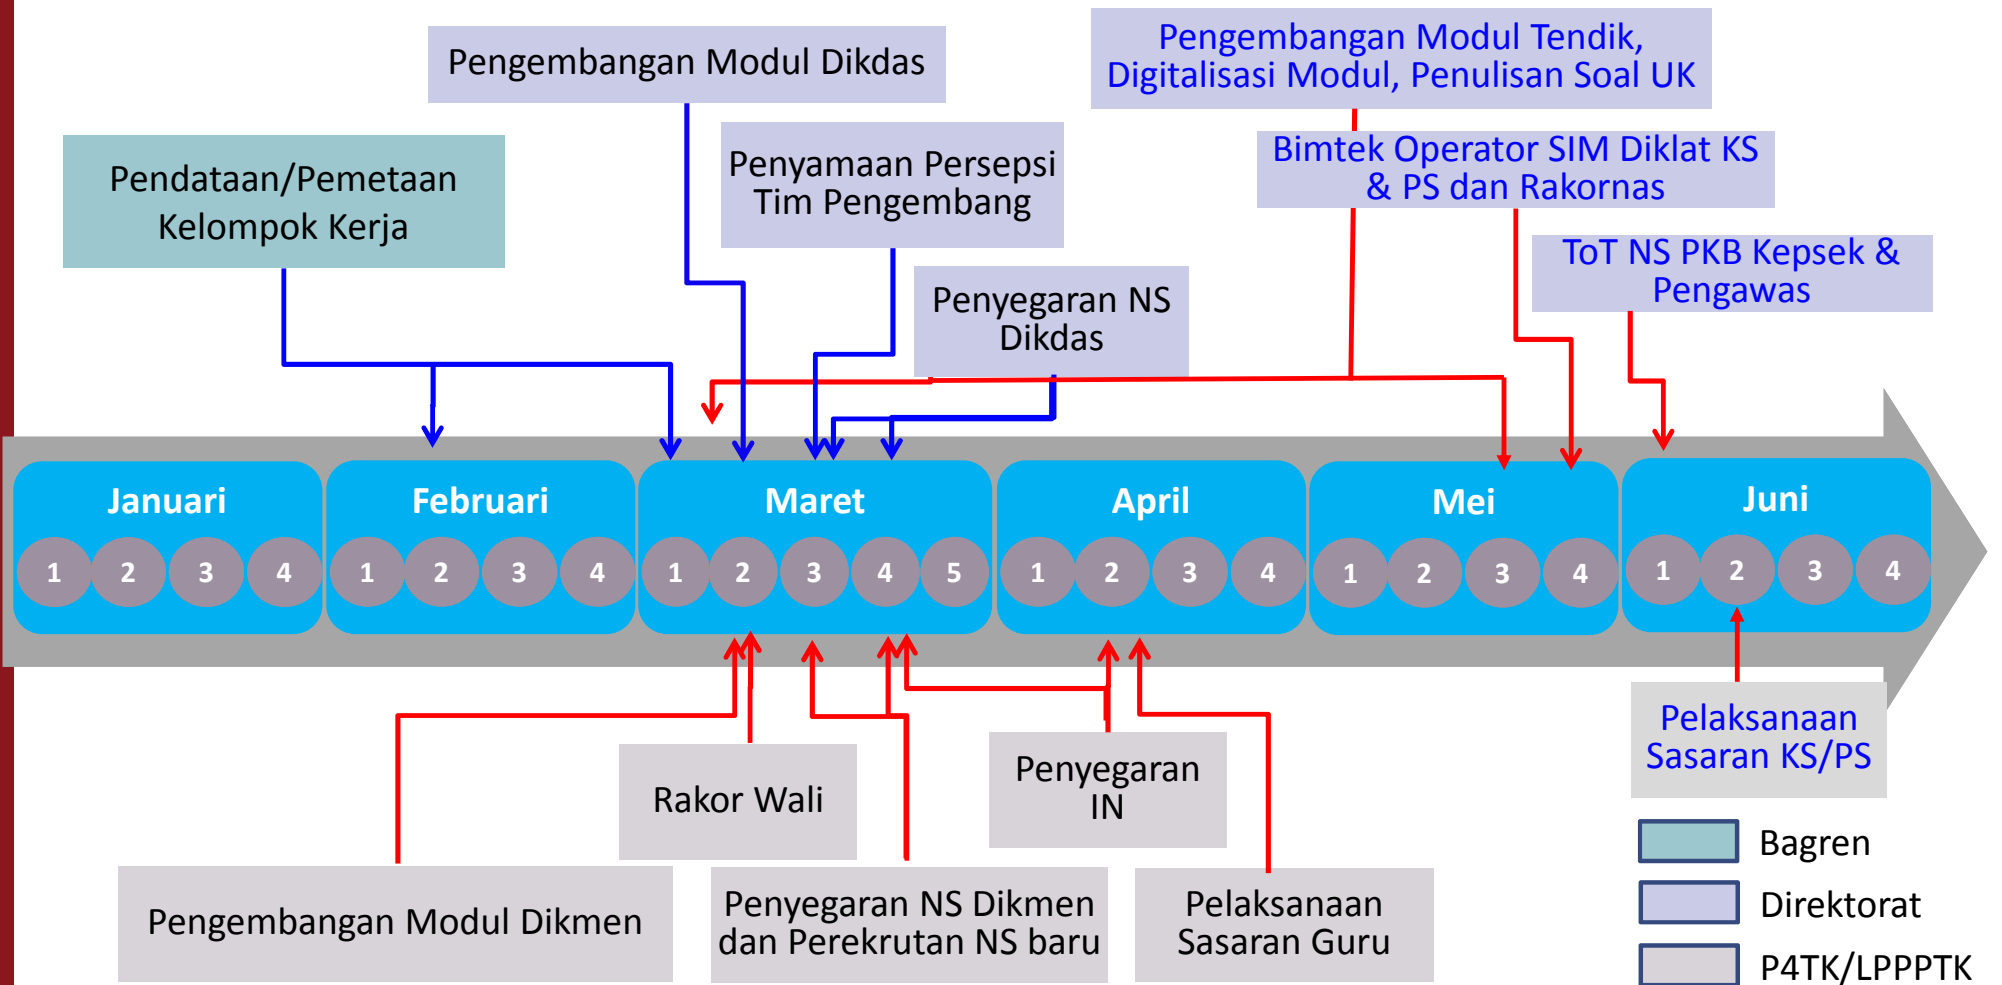 Pengembangan Modul Dikdas
Pengembangan Modul Tendik,
Digitalisasi Modul, Penulisan Soal UK
Pendataan/Pemetaan
Kelompok Kerja
Penyamaan Persepsi
Tim Pengembang
Bimtek Operator SIM Diklat KS
& PS dan Rakornas
Penyegaran NS
Dikdas
ToT NS PKB Kepsek &
Pengawas
Januari
1 2 3 4
Februari
1 2 3 4
Maret
1 2 3 4 5
April
1 2 3 4
Mei
1 2 3 4
Juni
1 2 3 4
Pengembangan Modul Dikmen
Rakor Wali
Penyegaran NS Dikmen
dan Perekrutan NS baru
Penyegaran
IN
Pelaksanaan
Sasaran Guru
Pelaksanaan
Sasaran KS/PS
Bagren
Direktorat
P4TK/LPPPTK